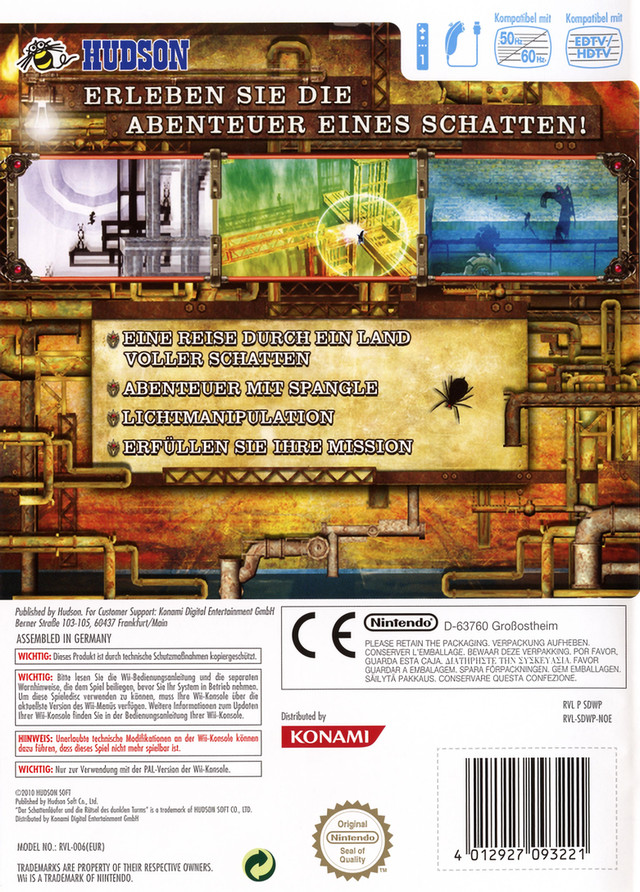 HUDSON
Kompatibel mit
50Hz/
60Hz
Kompatibel mit
EDTV/
HDTV
1
ERLEBEN SIE DIE
ABENTEUER EINES SCHATTEN!
EINE REISE DURCH EIN LAND
VOLLER SCHATTEN
ABENTEUER MIT SPANGLE
LICHTMANIPULATION
ERFÜLLEN SIE IHRE MISSION
Published by Hudson. For Customer Support: Konami Digital Entertainment GmbH
Berner Straße 103-105, 60437 Frankfurt/Main
ASSEMBLED IN GERMANY
WICHTIG: Dieses Produkt ist durch technische Schutzmaßnahmen kopiergeschützt.
WICHTIG: Bitte lesen Sie die Wii-Bedienungsanleitung und die separaten
Warnhinweise, die dem Spiel beiliegen, bevor Sie Ihr System in Betrieb nehmen.
Um diese Spieledisc verwenden zu können, muss Ihre Wii-Konsole über die
aktuellste Version des Wii-Menüs verfügen. Weitere Informationen zum Updaten
Ihrer Wii-Konsole finden Sie in der Bedienungsanleitung Ihrer Wii-Konsole.
HINWEIS: Unerlaubte technische Modifikationen an der Wii-Konsole können
dazu führen, dass dieses Spiel nicht mehr spielbar ist.
WICHTIG: Nur zur Verwendung mit der PAL-Version der Wii-Konsole.
©2010 HUDSON SOFT
Published by Hudson Soft Co., Ltd.
"Der Schattenläufer und die Rätsel des dunklen Turms" is a trademark of HUDSON SOFT CO., LTD.
Distributed by Konami Digital Entertainment GmbH
MODEL NO.: RVL-006(EUR)
TRADEMARKS ARE PROPERTY OF THEIR RESPECTIVE OWNERS.
Wii IS A TRADEMARK OF NINTENDO.
CE
Nintendo
D-63760 Großostheim
PLEASE RETAIN THE PACKAGING. VERPACKUNG AUFHEBEN.
CONSERVER L'EMBALLAGE. BEWAAR DEZE VERPAKKING. POR FAVOR,
GUARDA ESTA CAJA. ΔΙΑΤΗΡΗΣΤΕ ΤΗΝ ΣΥΣΚΕΥΑΣΙΑ. FAVOR
GUARDAR A EMBALAGEM. SPARA FÖRPACKNINGEN. GEM EMBALLAGEN.
SÄILYTÄ PAKKAUS. CONSERVARE QUESTA CONFEZIONE.
RVL P SDWP
RVL-SDWP-NOE
Distributed by
KONAMI
Original
Nintendo
Seal of
Quality
TM
4 012927 093221